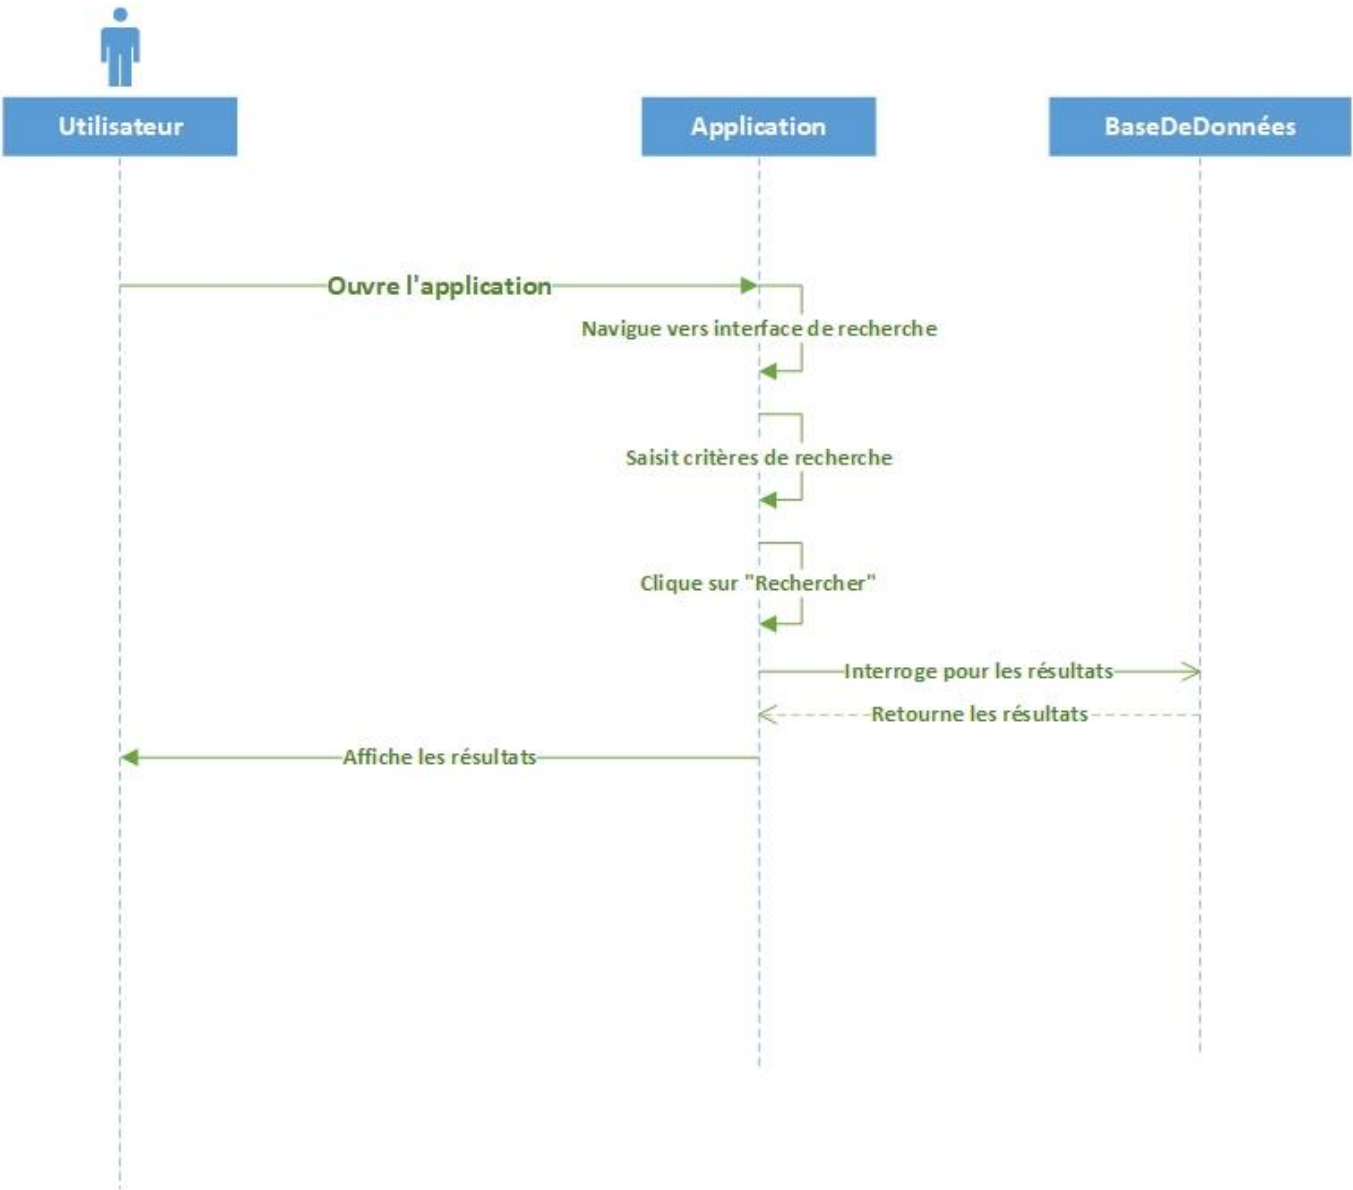 Utilisateur
Application
BaseDeDonnées
Ouvre l'application
Navigue vers interface de recherche
Saisit critères de recherche
Clique sur "Rechercher"
Interroge pour les résultats
Retourne les résultats
Affiche les résultats